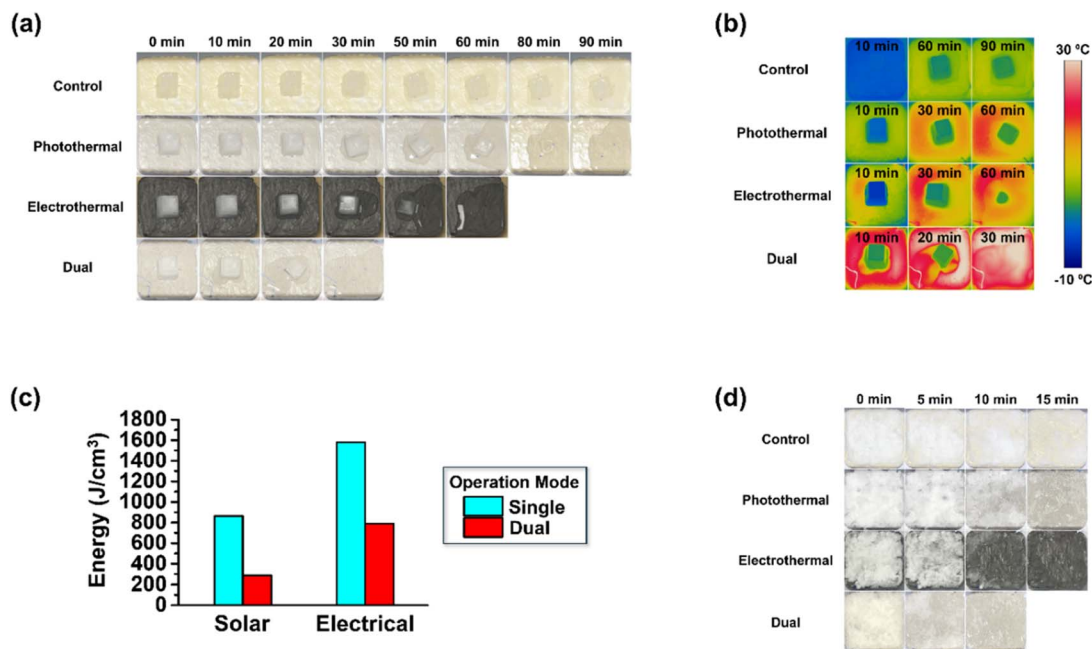 (a)
0 min 10 min 20 min 30 min 50 min 60 min 80 min 90 min
Control
Photothermal
Electrothermal
Dual
(b)
10 min 60 min 90 min
Control
10 min 30 min 60 min
Photothermal
10 min 30 min 60 min
Electrothermal
10 min 20 min 30 min
Dual
30 ºC
-10 ºC
(c)
Energy (J/cm³)
1800
1600
1400
1200
1000
800
600
400
200
0
Solar Electrical
Operation Mode
Single
Dual
(d)
0 min 5 min 10 min 15 min
Control
Photothermal
Electrothermal
Dual